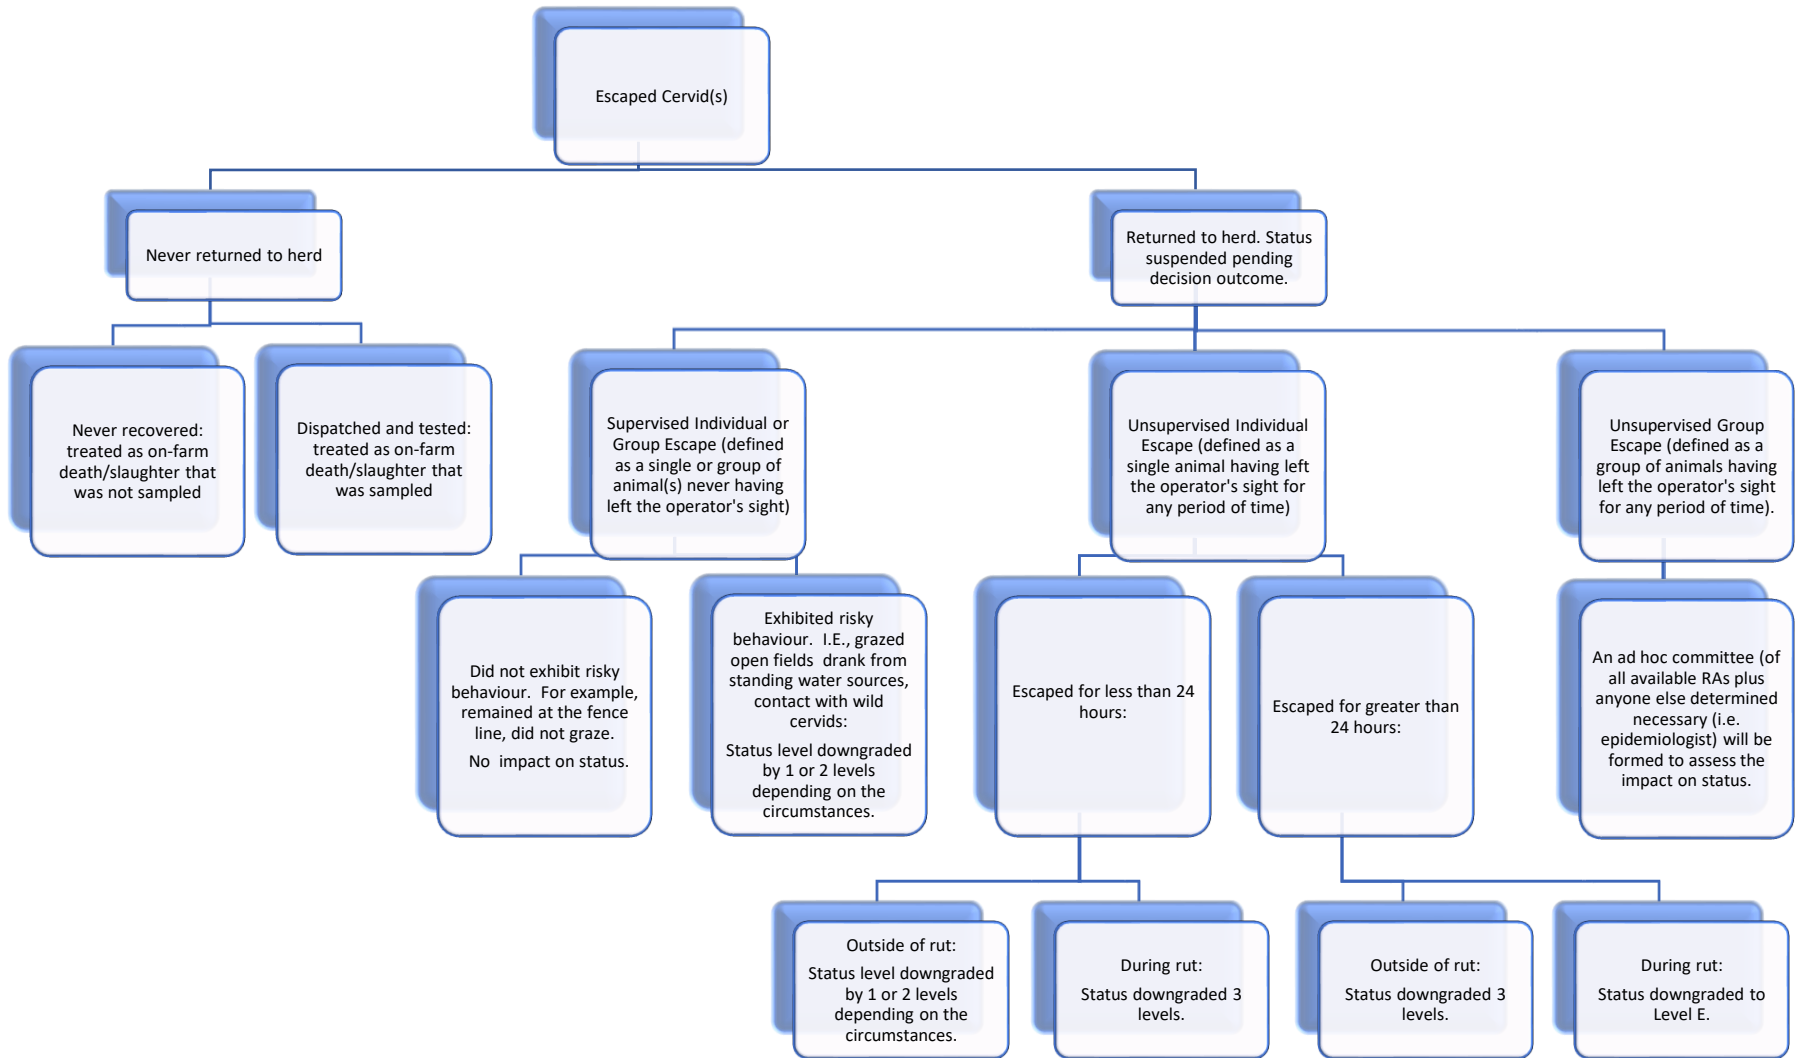 Escaped Cervid(s)
Never returned to herd
Returned to herd. Status
suspended pending
decision outcome.
Never recovered:
treated as on-farm
death/slaughter that
was not sampled
Dispatched and tested:
treated as on-farm
death/slaughter that
was sampled
Supervised Individual or
Group Escape (defined
as a single or group of
animal(s) never having
left the operator's sight)
Unsupervised Individual
Escape (defined as a
single animal having left
the operator's sight for
any period of time)
Unsupervised Group
Escape (defined as a
group of animals having
left the operator's sight
for any period of time).
Did not exhibit risky
behaviour. For example,
remained at the fence
line, did not graze.
No impact on status.
Exhibited risky
behaviour. I.E., grazed
open fields drank from
standing water sources,
contact with wild
cervids:
Status level downgraded
by 1 or 2 levels
depending on the
circumstances.
Escaped for less than 24
hours:
Escaped for greater than
24 hours:
An ad hoc committee (of
all available RAs plus
anyone else determined
necessary (i.e.
epidemiologist) will be
formed to assess the
impact on status.
Outside of rut:
Status level downgraded
by 1 or 2 levels
depending on the
circumstances.
During rut:
Status downgraded 3
levels.
Outside of rut:
Status downgraded 3
levels.
During rut:
Status downgraded to
Level E.